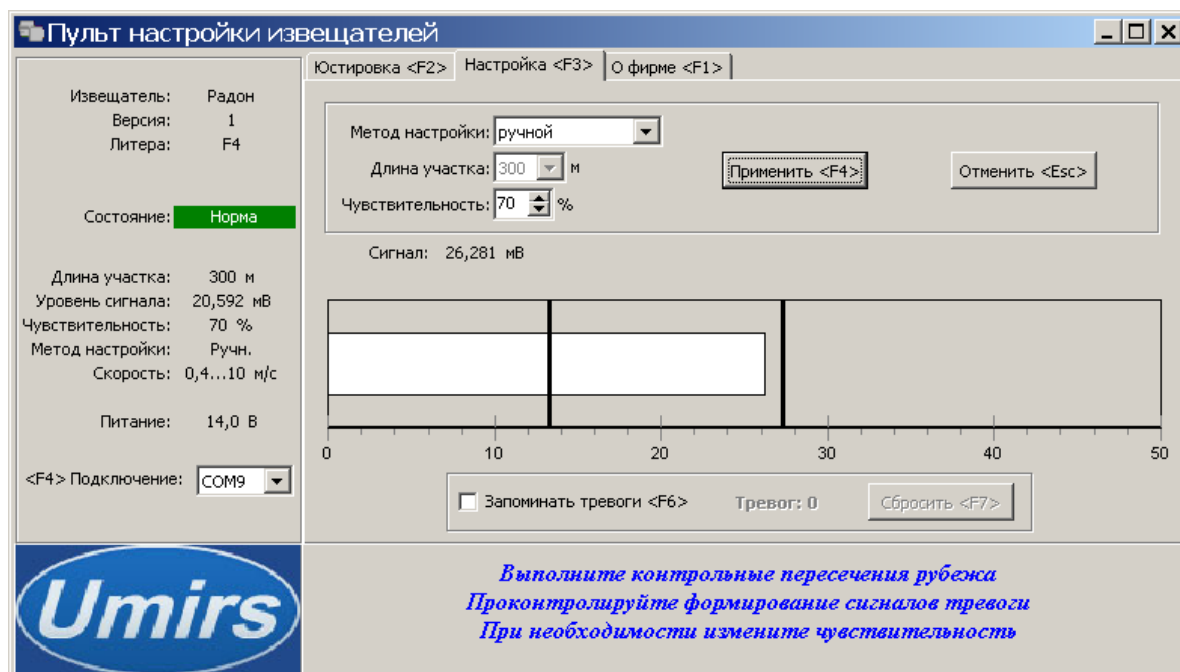 Пульт настройки извещателей
Юстировка <F2> Настройка <F3> О фирме <F1>
Извещатель: Радон
Версия: 1
Литера: F4
Состояние: Норма
Длина участка: 300 м
Уровень сигнала: 20,592 мВ
Чувствительность: 70 %
Метод настройки: Ручн.
Скорость: 0,4...10 м/с
Питание: 14,0 В
<F4> Подключение: COM9
Метод настройки: ручной
Длина участка: 300 м
Чувствительность: 70 %
Применить <F4>
Отменить <Esc>
Сигнал: 26,281 мВ
0 10 20 30 40 50
Запоминать тревоги <F6> Тревог: 0 Сбросить <F7>
Umirs
Выполните контрольные пересечения рубежа
Проконтролируйте формирование сигналов тревоги
При необходимости измените чувствительность